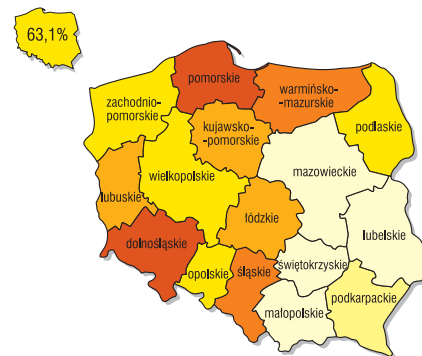 63,1%
pomorskie
warmińsko-
mazurskie
zachodnio-
pomorskie
kujawsko-
-pomorskie
podlaskie
wielkopolskie
mazowieckie
lubuskie
łódzkie
lubelskie
dolnośląskie
opolskie
śląskie
świętokrzyskie
podkarpackie
małopolskie